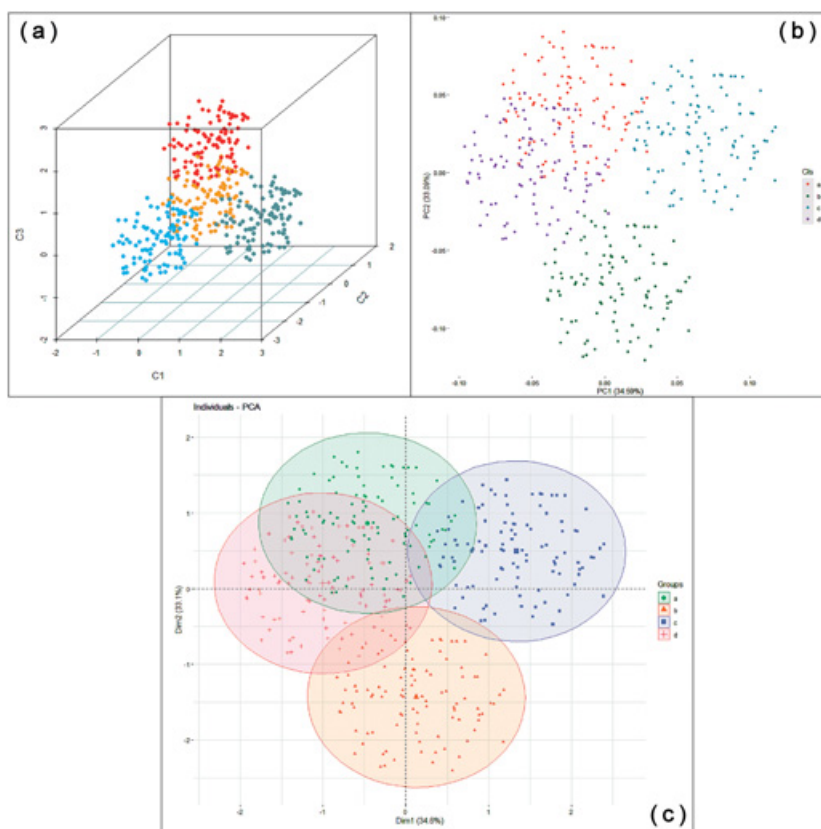 (a)
C3
3
2
1
0
-1
-2
-2
-1
0
1
2
3
C1
-3
-2
-1
0
1
2
C2
(b)
0.10
0.05
0.00
-0.05
-0.10
PC2 (33.09%)
-0.10
-0.05
0.00
0.05
0.10
PC1 (34.59%)
a
b
c
d
Individuals - PCA
2
1
0
-1
-2
Dim2 (33.1%)
-2
-1
0
1
2
Dim1 (34.6%)
Groups
a
b
c
d
(c)